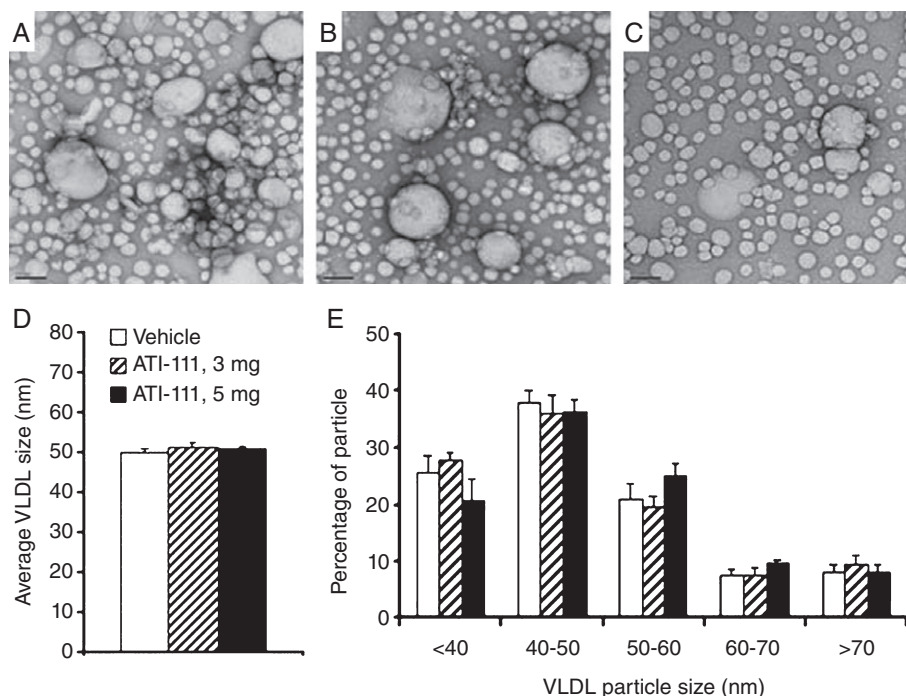 A
B
C
D
80
70
60
50
40
30
20
10
0
Average VLDL size (nm)
Vehicle
ATI-111, 3 mg
ATI-111, 5 mg
E
50
40
30
20
10
0
Percentage of particle
<40 40-50 50-60 60-70 >70
VLDL particle size (nm)